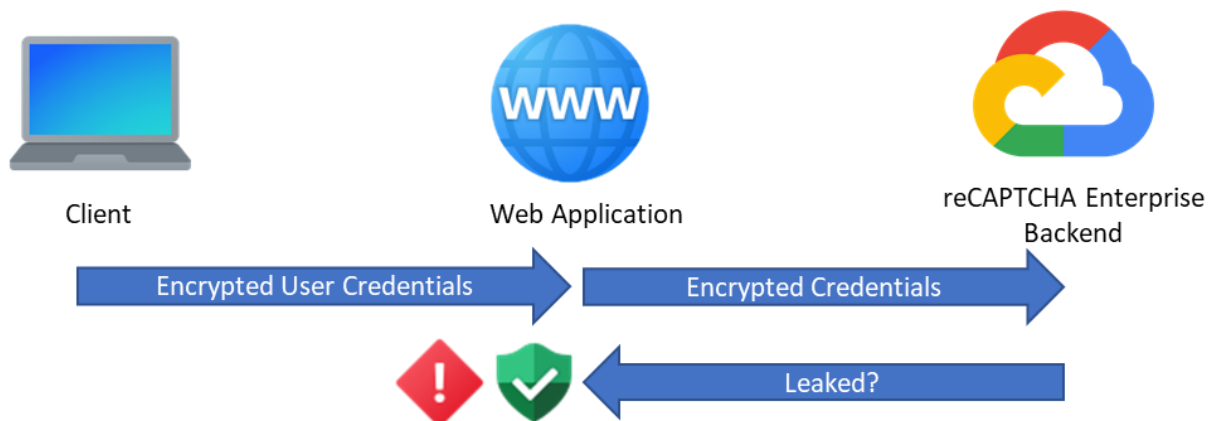 WWW
Client
Web Application
reCAPTCHA Enterprise
Backend
Encrypted User Credentials
Encrypted Credentials
!
Leaked?